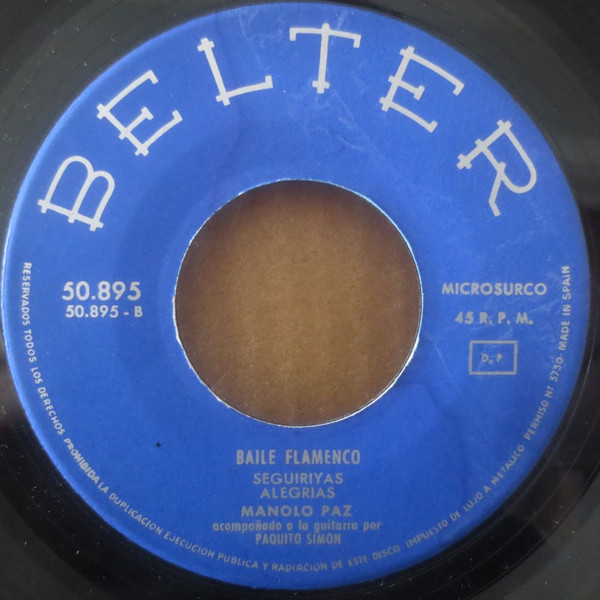 BELTER
50.895
50.895 - B
MICROSURCO
45 R. P. M.
D. P.
BAILE FLAMENCO
SEGUIRIYAS
ALEGRIAS
MANOLO PAZ
acompañado a la guitarra por
PAQUITO SIMON
RESERVADOS TODOS LOS DERECHOS PROHIBIDA LA DUPLICACION EJECUCION PUBLICA Y RADIACION DE ESTE DISCO IMPUESTO DE LUJO A METALICO PERMISO Nº 5730 - MADE IN SPAIN